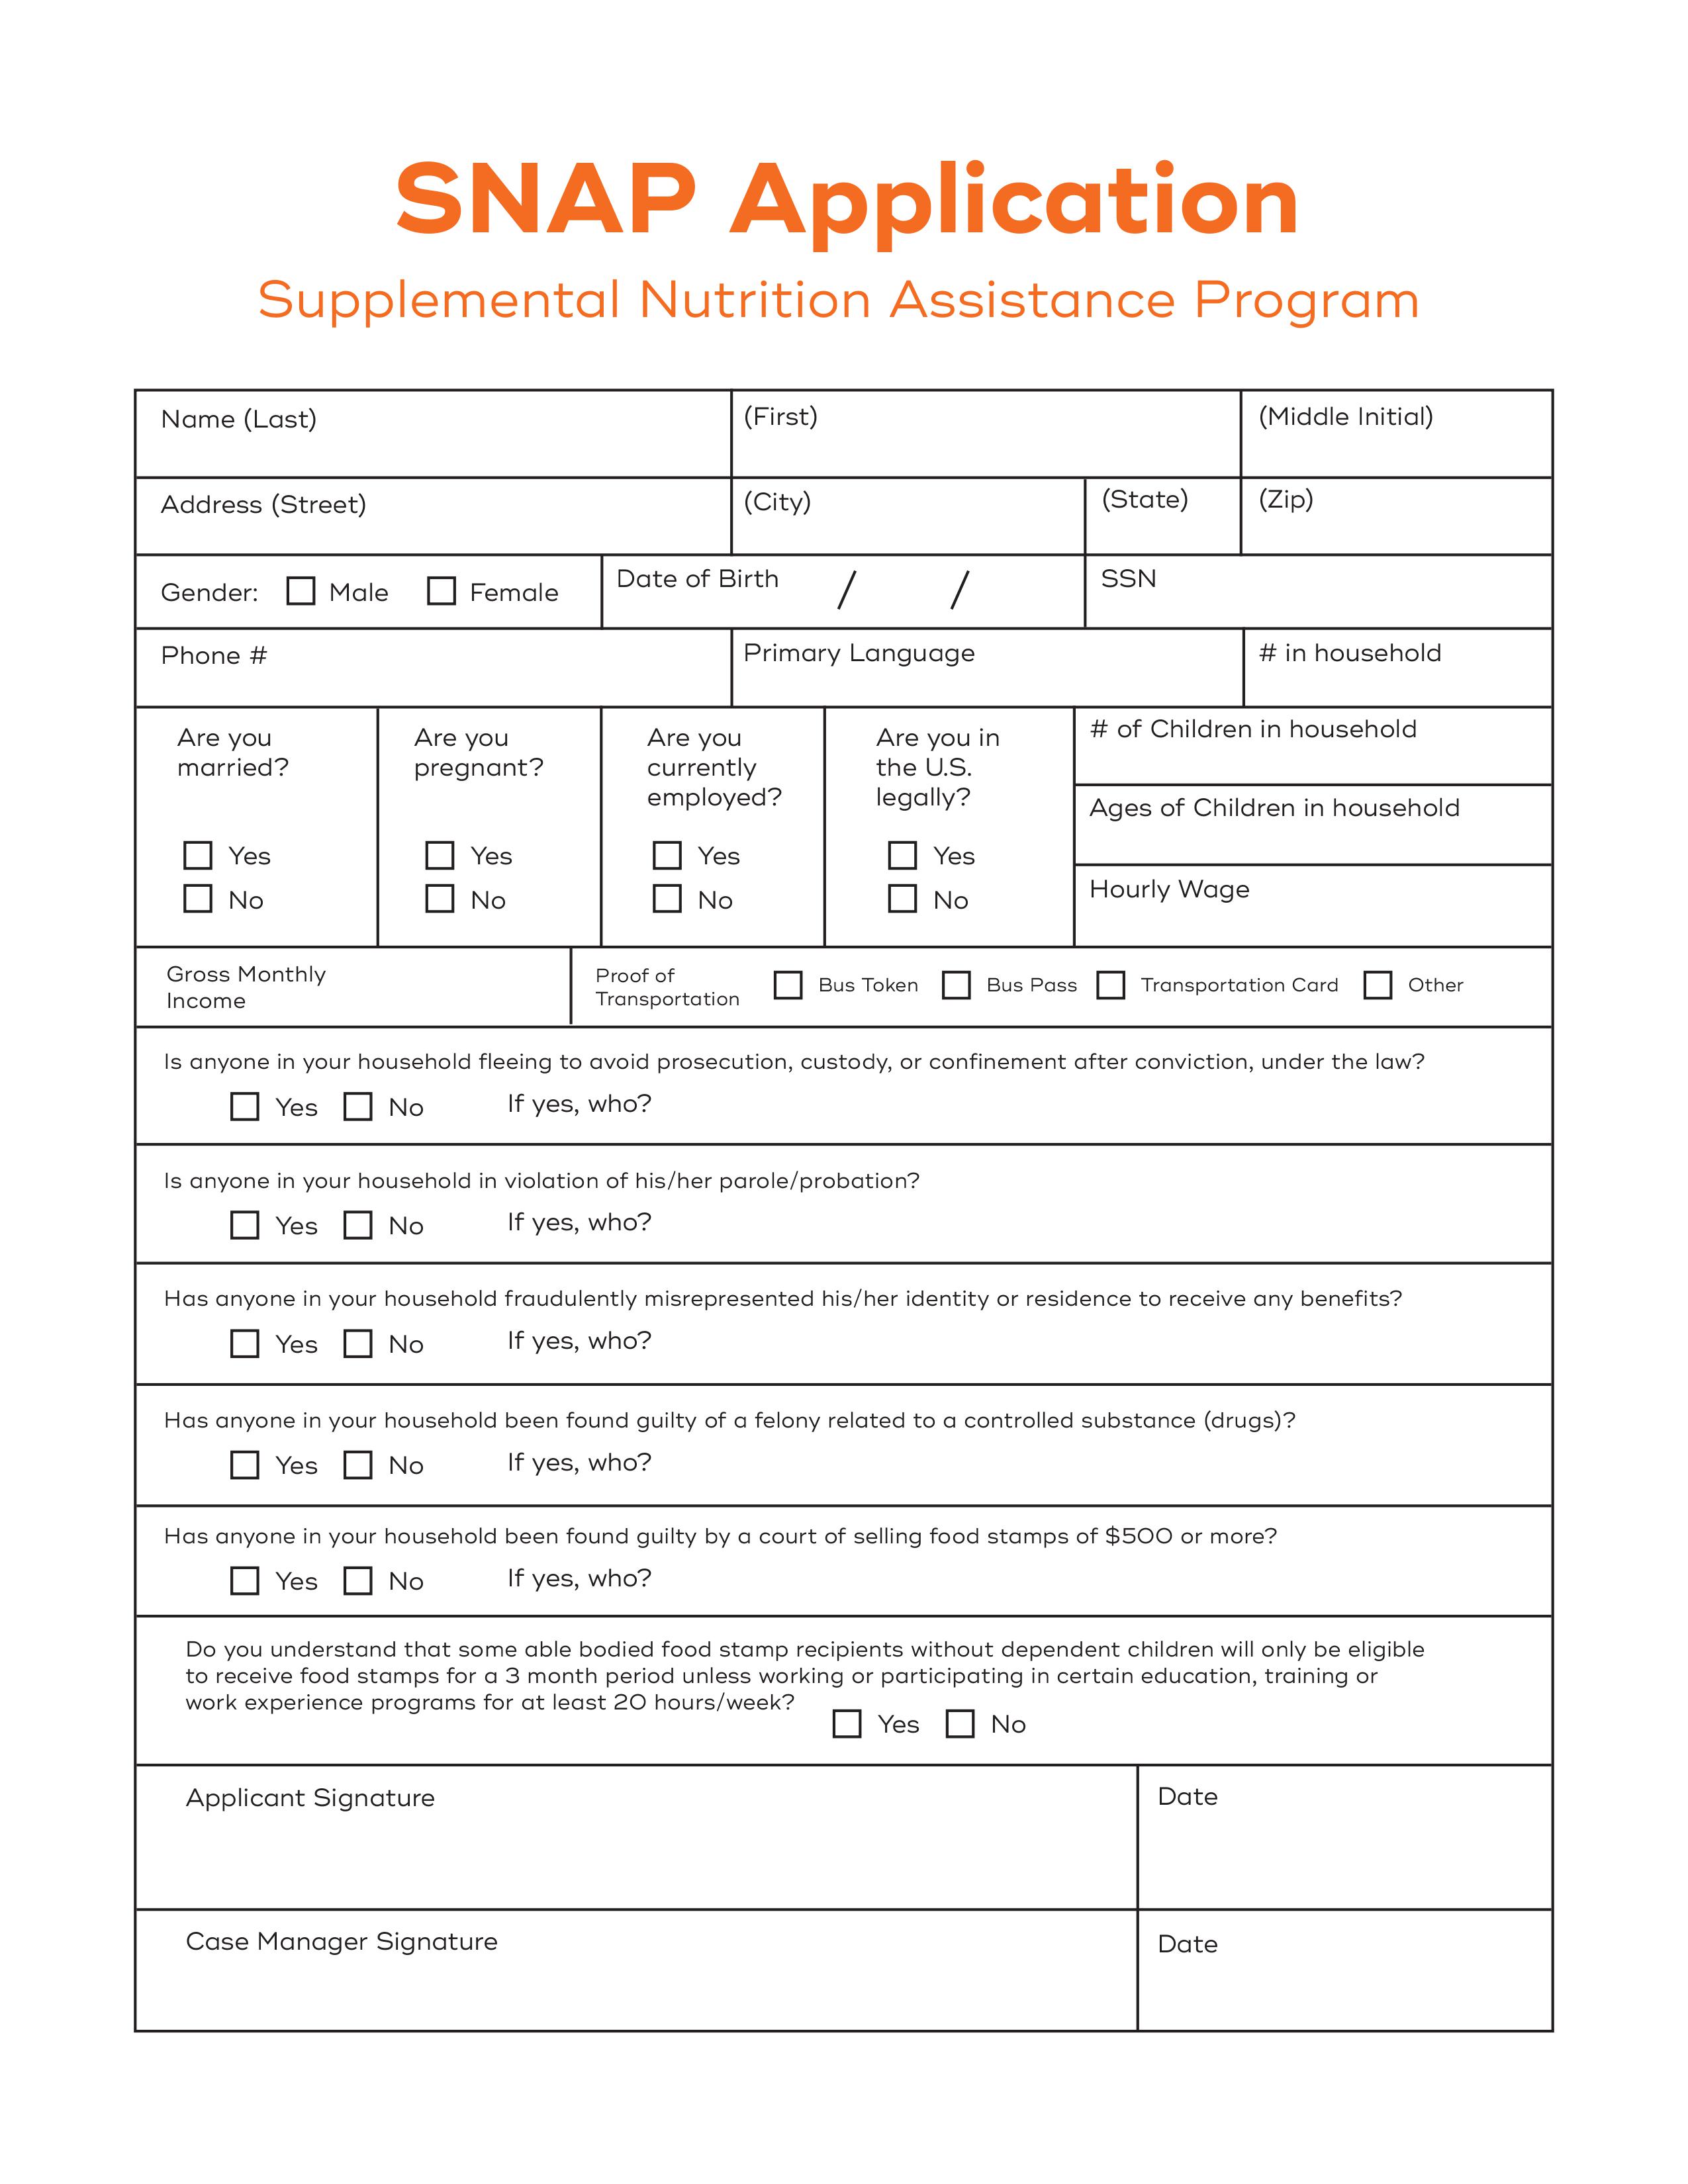 SNAP Application
Supplemental Nutrition Assistance Program
Name (Last) (First) (Middle Initial)
Address (Street) (City) (State) (Zip)
Gender: Male Female Date of Birth / / SSN
Phone # Primary Language # in household
Are you
married?
Yes
No
Are you
pregnant?
Yes
No
Are you
currently
employed?
Yes
No
Are you in
the U.S.
legally?
Yes
No
# of Children in household
Ages of Children in household
Hourly Wage
Gross Monthly
Income
Proof of
Transportation
Bus Token Bus Pass Transportation Card Other
Is anyone in your household fleeing to avoid prosecution, custody, or confinement after conviction, under the law?
Yes No If yes, who?
Is anyone in your household in violation of his/her parole/probation?
Yes No If yes, who?
Has anyone in your household fraudulently misrepresented his/her identity or residence to receive any benefits?
Yes No If yes, who?
Has anyone in your household been found guilty of a felony related to a controlled substance (drugs)?
Yes No If yes, who?
Has anyone in your household been found guilty by a court of selling food stamps of $500 or more?
Yes No If yes, who?
Do you understand that some able bodied food stamp recipients without dependent children will only be eligible
to receive food stamps for a 3 month period unless working or participating in certain education, training or
work experience programs for at least 20 hours/week?
Yes No
Applicant Signature Date
Case Manager Signature Date